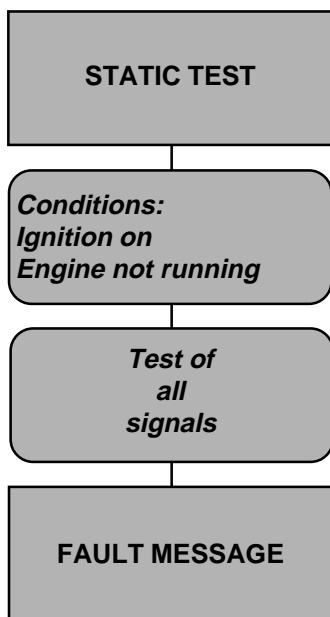 STATIC TEST
Conditions:
Ignition on
Engine not running
Test of
all
signals
FAULT MESSAGE